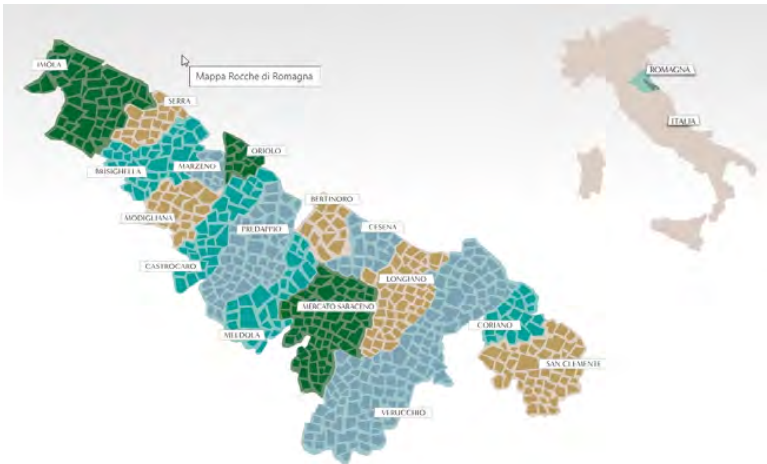 IMOLA
Mappa Rocche di Romagna
SERRA
ORIOLO
BRISIGHELLA
MARZENO
MODIGLIANA
BERTINORO
PREDAPPIO
CESENA
CASTROCARO
LONGIANO
MERCATO SARACENO
MELDOLA
CORIANO
SAN CLEMENTE
VERUCCHIO
ROMAGNA
ITALIA